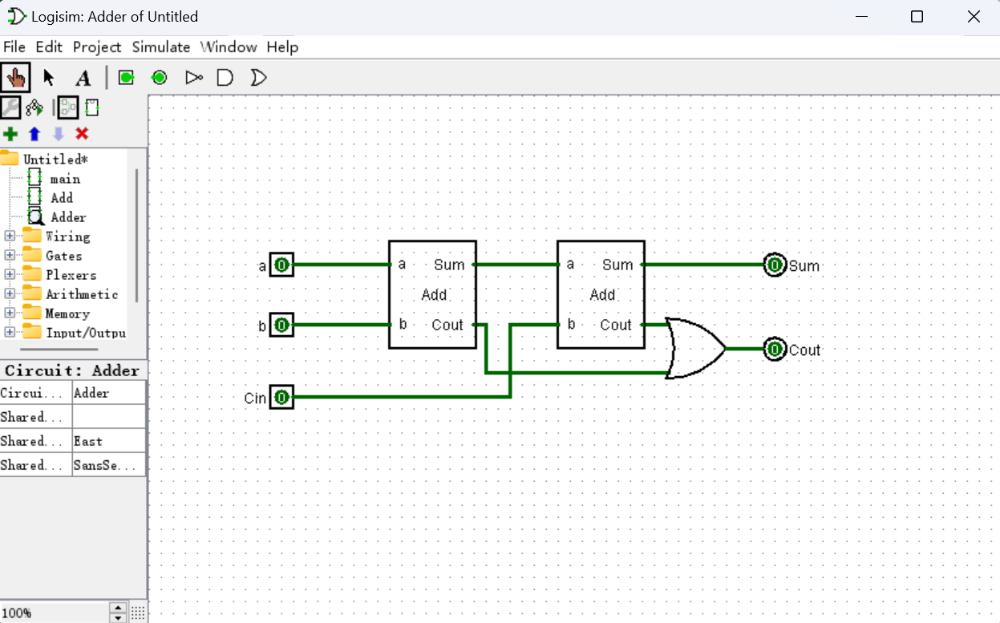 Logisim: Adder of Untitled
File Edit Project Simulate Window Help
A
Untitled*
main
Add
Adder
Wiring
Gates
Plexers
Arithmetic
Memory
Input/Outpu
Circuit: Adder
Circui... Adder
Shared...
Shared... East
Shared... SansSe...
100%
a 0 a Sum a Sum 0 Sum
Add Add
b 0 b Cout b Cout
0 Cout
Cin 0